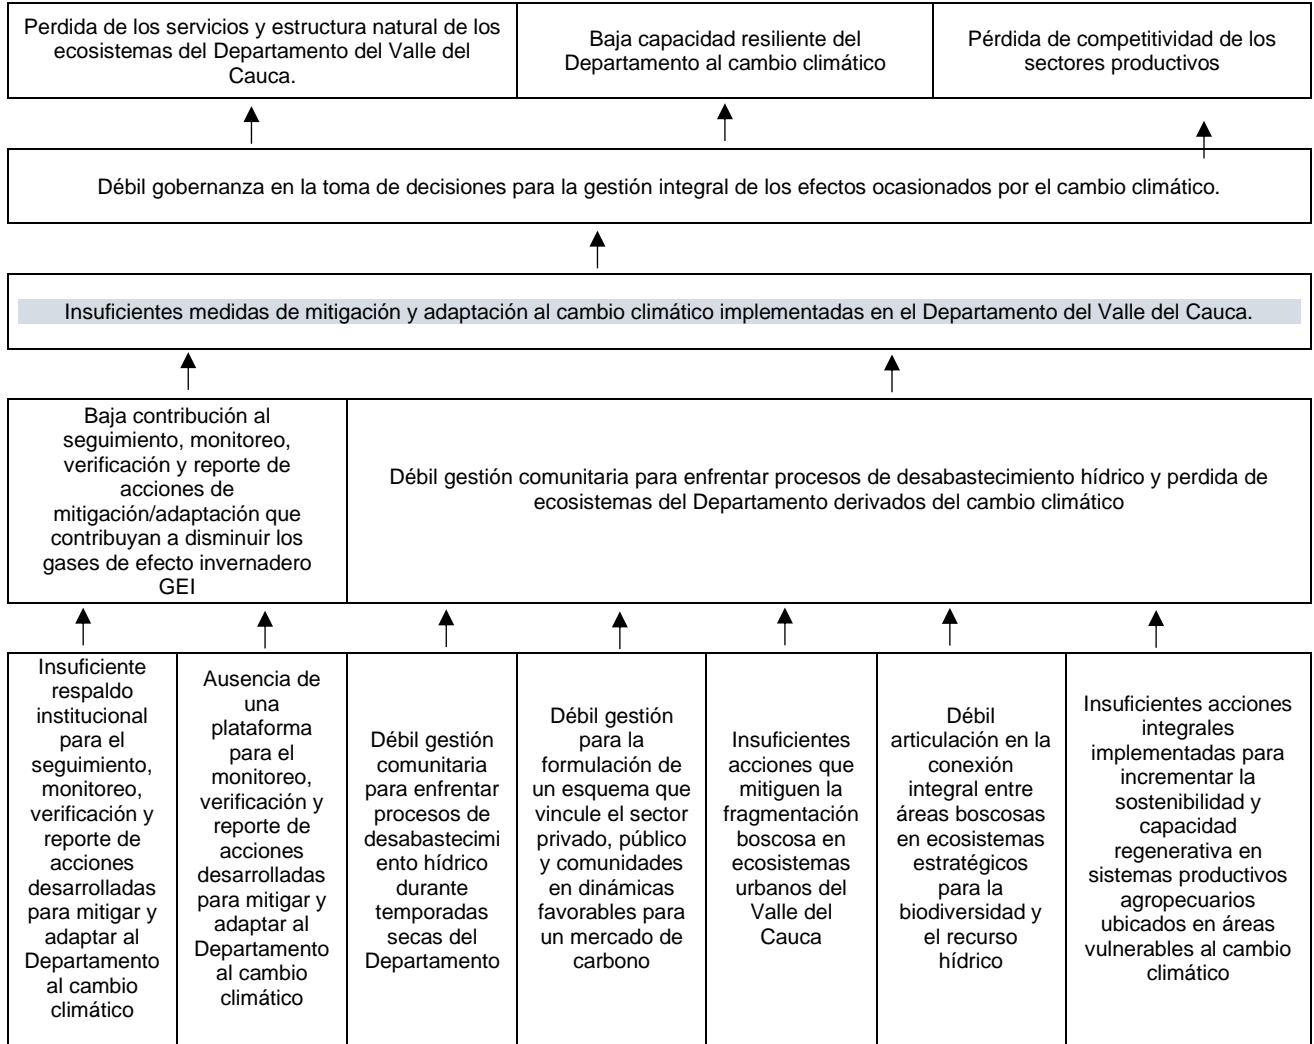 Perdida de los servicios y estructura natural de los
ecosistemas del Departamento del Valle del
Cauca.
Baja capacidad resiliente del
Departamento al cambio climático
Pérdida de competitividad de los
sectores productivos
Débil gobernanza en la toma de decisiones para la gestión integral de los efectos ocasionados por el cambio climático.
Insuficientes medidas de mitigación y adaptación al cambio climático implementadas en el Departamento del Valle del Cauca.
Baja contribución al
seguimiento, monitoreo,
verificación y reporte de
acciones de
mitigación/adaptación que
contribuyan a disminuir los
gases de efecto invernadero
GEI
Débil gestión comunitaria para enfrentar procesos de desabastecimiento hídrico y perdida de
ecosistemas del Departamento derivados del cambio climático
Insuficiente
respaldo
institucional
para el
seguimiento,
monitoreo,
verificación y
reporte de
acciones
desarrolladas
para mitigar y
adaptar al
Departamento
al cambio
climático
Ausencia de
una
plataforma
para el
monitoreo,
verificación y
reporte de
acciones
desarrolladas
para mitigar y
adaptar al
Departamento
al cambio
climático
Débil gestión
comunitaria
para enfrentar
procesos de
desabastecimi
ento hídrico
durante
temporadas
secas del
Departamento
Débil gestión
para la
formulación de
un esquema que
vincule el sector
privado, público
y comunidades
en dinámicas
favorables para
un mercado de
carbono
Insuficientes
acciones que
mitiguen la
fragmentación
boscosa en
ecosistemas
urbanos del
Valle del
Cauca
Débil
articulación en la
conexión
integral entre
áreas boscosas
en ecosistemas
estratégicos
para la
biodiversidad y
el recurso
hídrico
Insuficientes acciones
integrales
implementadas para
incrementar la
sostenibilidad y
capacidad
regenerativa en
sistemas productivos
agropecuarios
ubicados en áreas
vulnerables al cambio
climático